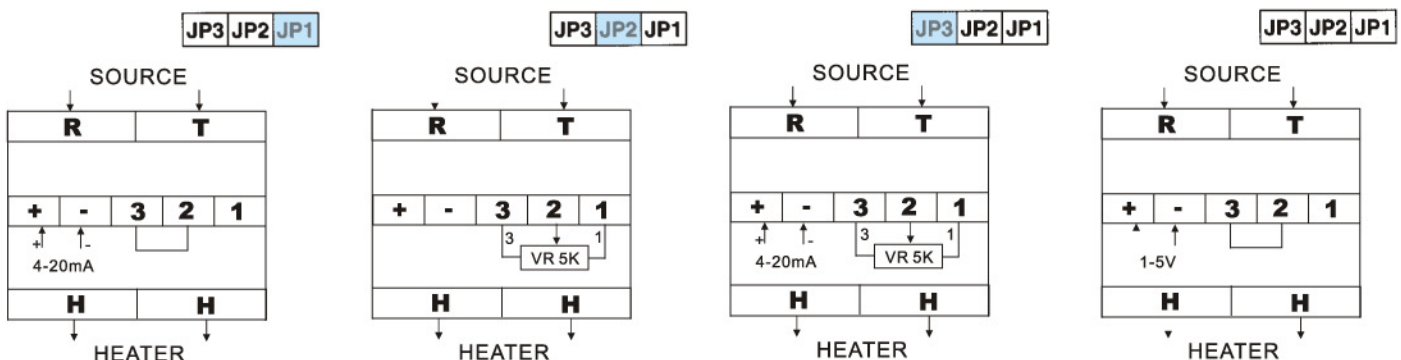 JP3 JP2 JP1
SOURCE
R T
+ - 3 2 1
+ -
4-20mA
H H
HEATER
JP3 JP2 JP1
SOURCE
R T
+ - 3 2 1
3 1
VR 5K
H H
HEATER
JP3 JP2 JP1
SOURCE
R T
+ - 3 2 1
+ - 3 1
4-20mA VR 5K
H H
HEATER
JP3 JP2 JP1
SOURCE
R T
+ - 3 2 1
1-5V
H H
HEATER